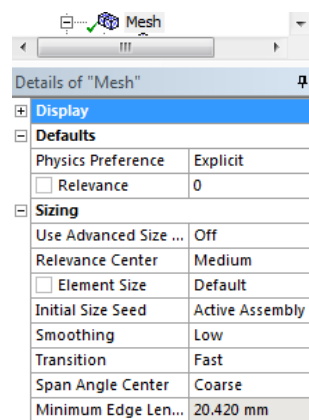 Mesh
Details of "Mesh"
Display
Defaults
Physics Preference Explicit
Relevance 0
Sizing
Use Advanced Size ... Off
Relevance Center Medium
Element Size Default
Initial Size Seed Active Assembly
Smoothing Low
Transition Fast
Span Angle Center Coarse
Minimum Edge Len... 20.420 mm